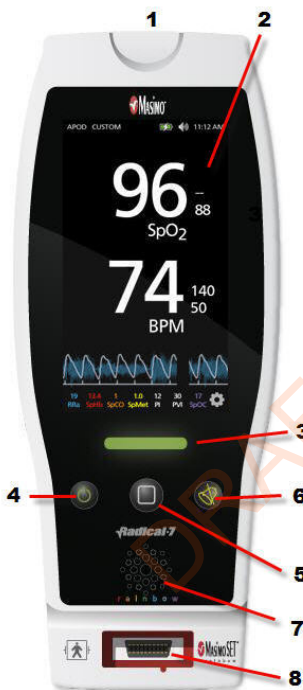 1
2
Masimo
APOD CUSTOM 11:12 AM
96 – 88
SpO2
3
74 140 50
BPM
19 12.6 1 1.0 12 30 17
RRa SpHb SpCO SpMet PI PVI SpOC
3
4
6
5
Radical-7
7
rainbow
Masimo SET
8
DRAF